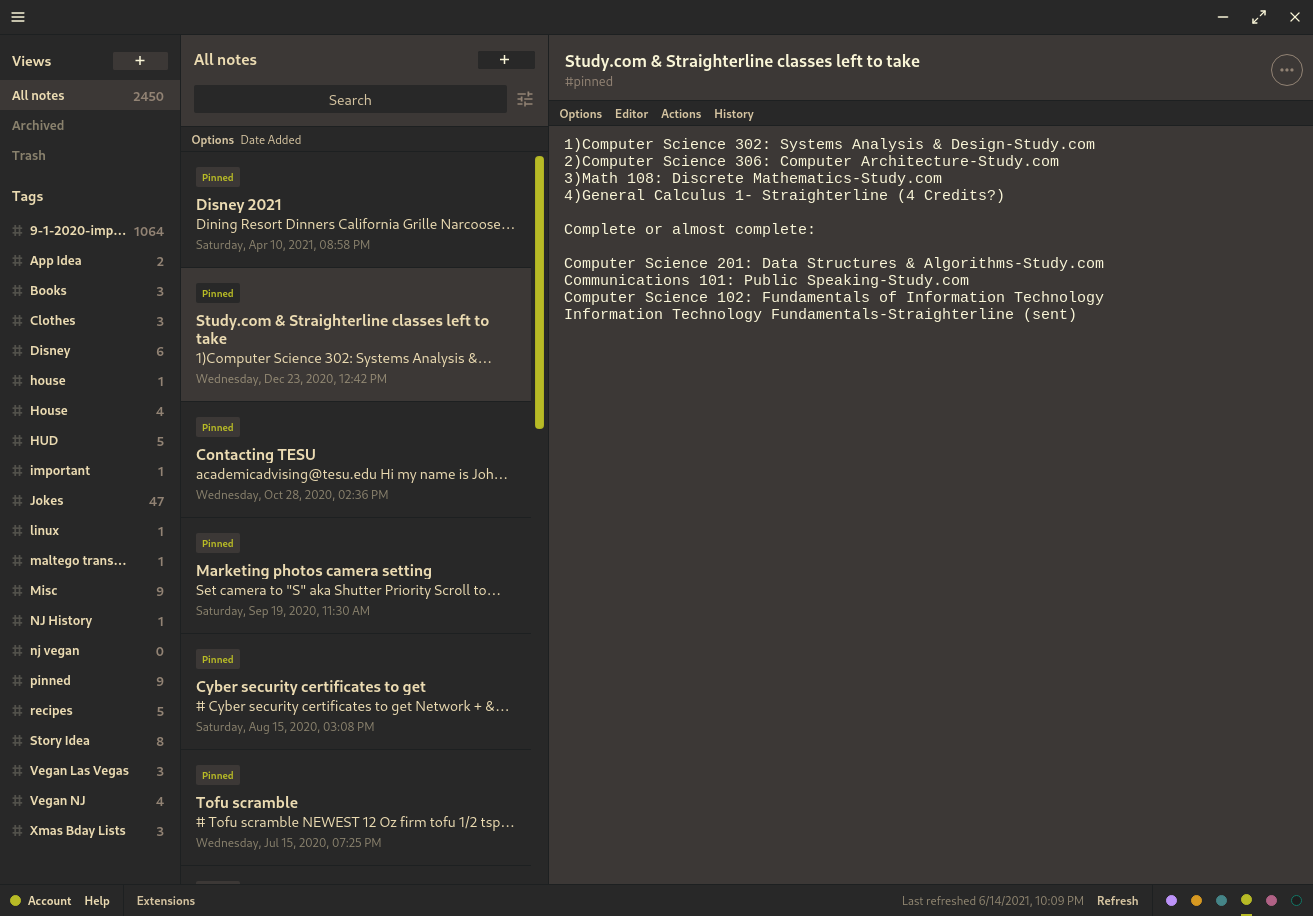 Views
+
All notes 2450
Archived
Trash
Tags
# 9-1-2020-imp... 1064
# App Idea 2
# Books 3
# Clothes 3
# Disney 6
# house 1
# House 4
# HUD 5
# important 1
# Jokes 47
# linux 1
# maltego trans... 1
# Misc 9
# NJ History 1
# nj vegan 0
# pinned 9
# recipes 5
# Story Idea 8
# Vegan Las Vegas 3
# Vegan NJ 4
# Xmas Bday Lists 3
All notes
+
Search
Options Date Added
Pinned
Disney 2021
Dining Resort Dinners California Grille Narcoose...
Saturday, Apr 10, 2021, 08:58 PM
Pinned
Study.com & Straighterline classes left to
take
1)Computer Science 302: Systems Analysis &...
Wednesday, Dec 23, 2020, 12:42 PM
Pinned
Contacting TESU
academicadvising@tesu.edu Hi my name is Joh...
Wednesday, Oct 28, 2020, 02:36 PM
Pinned
Marketing photos camera setting
Set camera to "S" aka Shutter Priority Scroll to...
Saturday, Sep 19, 2020, 11:30 AM
Pinned
Cyber security certificates to get
# Cyber security certificates to get Network + &...
Saturday, Aug 15, 2020, 03:08 PM
Pinned
Tofu scramble
# Tofu scramble NEWEST 12 Oz firm tofu 1/2 tsp...
Wednesday, Jul 15, 2020, 07:25 PM
Study.com & Straighterline classes left to take
#pinned
Options Editor Actions History
1)Computer Science 302: Systems Analysis & Design-Study.com
2)Computer Science 306: Computer Architecture-Study.com
3)Math 108: Discrete Mathematics-Study.com
4)General Calculus 1- Straighterline (4 Credits?)
Complete or almost complete:
Computer Science 201: Data Structures & Algorithms-Study.com
Communications 101: Public Speaking-Study.com
Computer Science 102: Fundamentals of Information Technology
Information Technology Fundamentals-Straighterline (sent)
Account Help Extensions
Last refreshed 6/14/2021, 10:09 PM Refresh